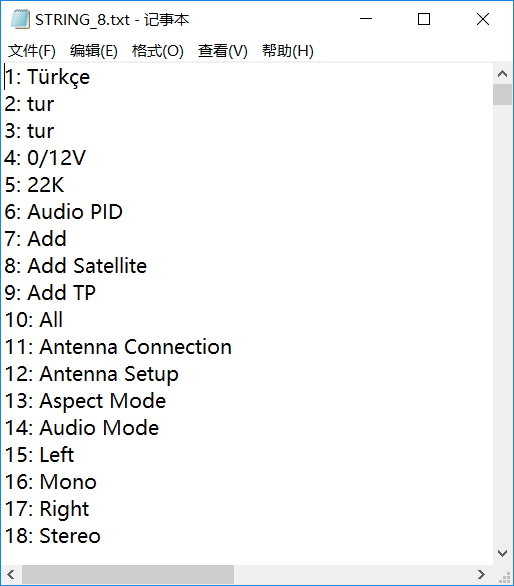 STRING_8.txt - 记事本
文件(F) 编辑(E) 格式(O) 查看(V) 帮助(H)
1: Türkçe
2: tur
3: tur
4: 0/12V
5: 22K
6: Audio PID
7: Add
8: Add Satellite
9: Add TP
10: All
11: Antenna Connection
12: Antenna Setup
13: Aspect Mode
14: Audio Mode
15: Left
16: Mono
17: Right
18: Stereo